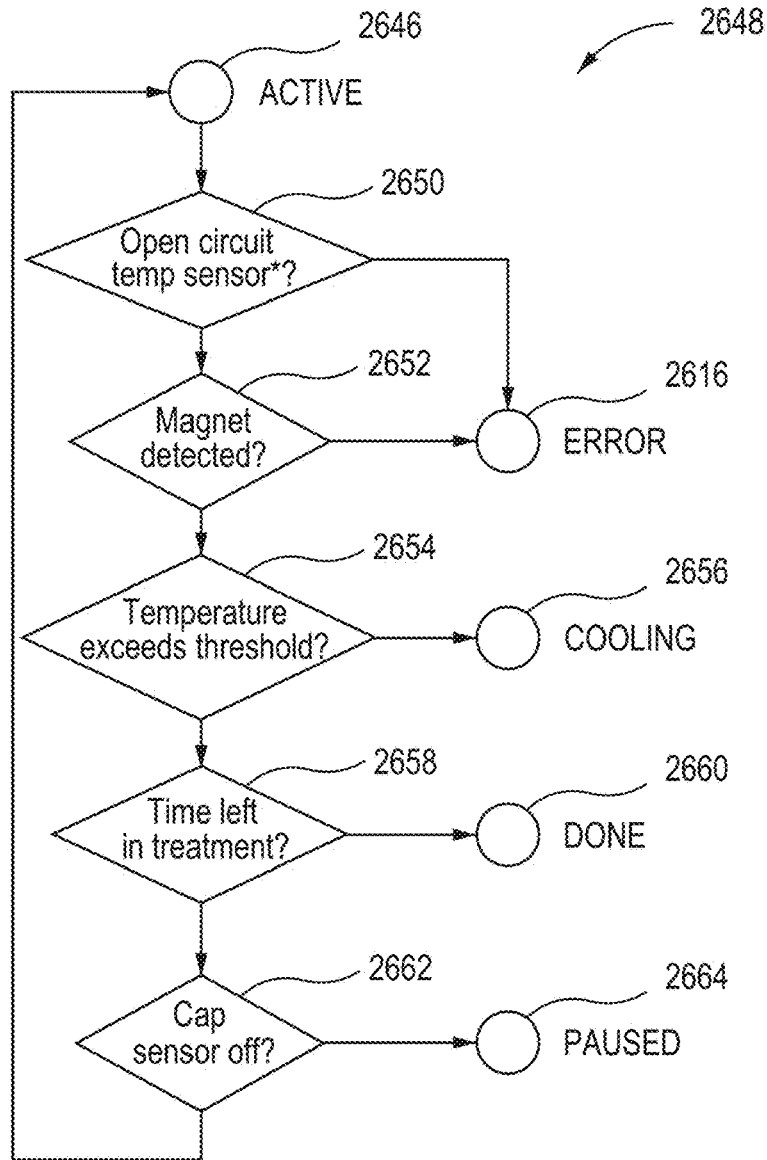 2646
2648
ACTIVE
2650
Open circuit
temp sensor*?
2652
2616
Magnet
detected?
ERROR
2654
2656
Temperature
exceeds threshold?
COOLING
2658
2660
Time left
in treatment?
DONE
2662
2664
Cap
sensor off?
PAUSED